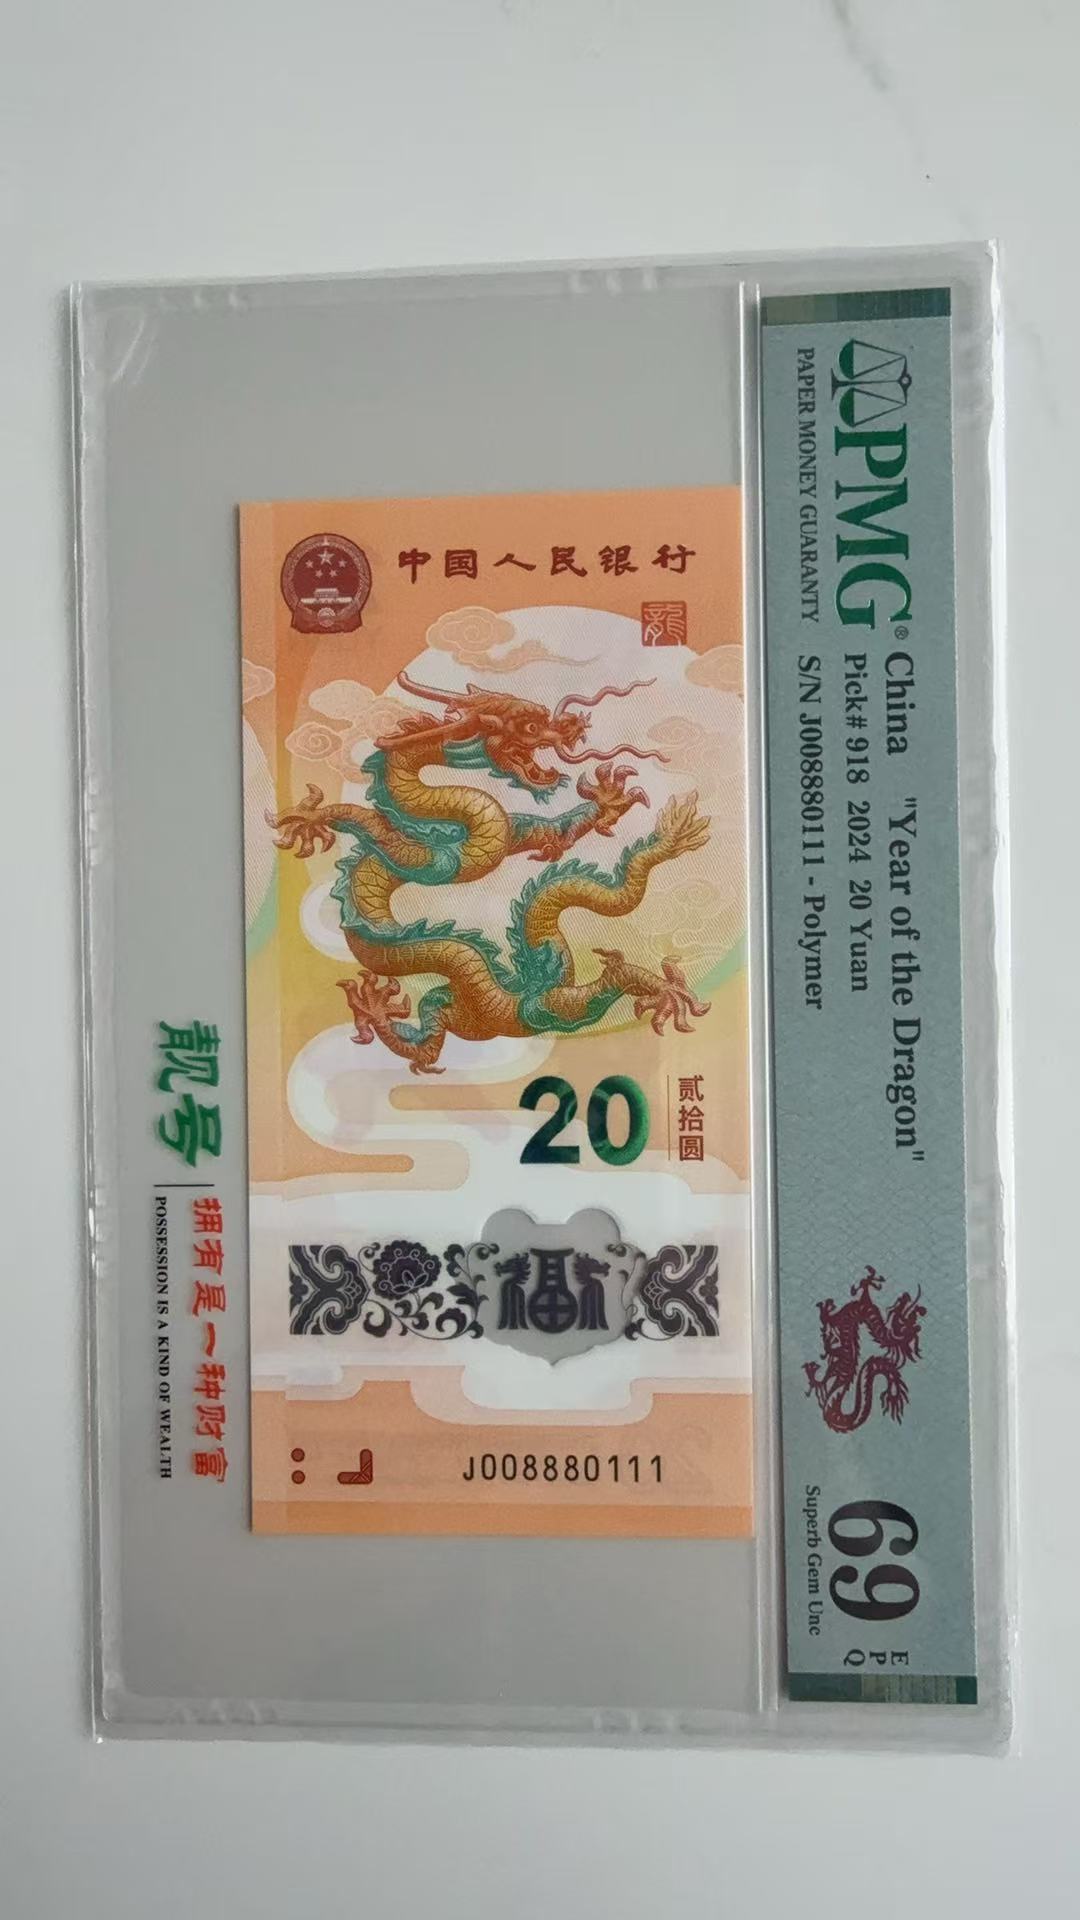 PMG®
PAPER MONEY GUARANTY
China "Year of the Dragon"
Pick# 918 2024 20 Yuan
S/N J008880111 - Polymer
69
EPQ
Superb Gem Unc
中国人民银行
龍
20
贰拾圆
福
J008880111
靓号
拥有是一种财富
POSSESSION IS A KIND OF WEALTH